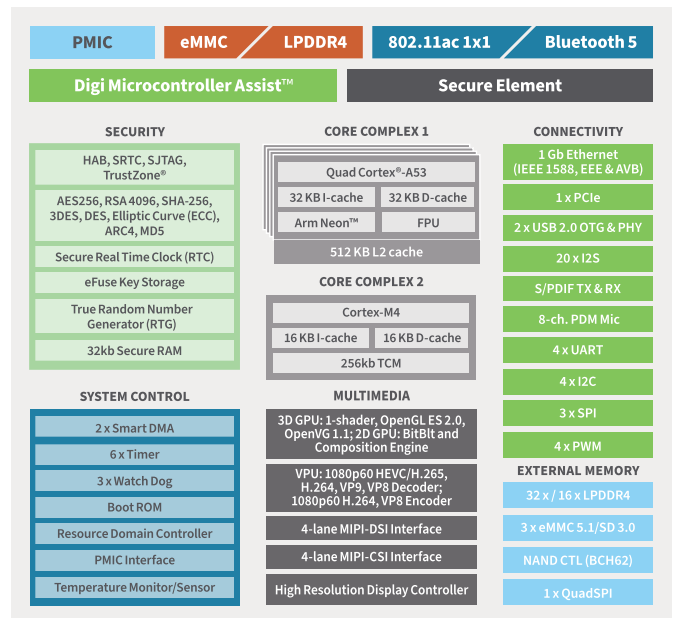 PMIC
eMMC
LPDDR4
802.11ac 1x1
Bluetooth 5
Digi Microcontroller Assist™
Secure Element
SECURITY
HAB, SRTC, SJTAG,
TrustZone®
AES256, RSA 4096, SHA-256,
3DES, DES, Elliptic Curve (ECC),
ARC4, MD5
Secure Real Time Clock (RTC)
eFuse Key Storage
True Random Number
Generator (RTG)
32kb Secure RAM
SYSTEM CONTROL
2 x Smart DMA
6 x Timer
3 x Watch Dog
Boot ROM
Resource Domain Controller
PMIC Interface
Temperature Monitor/Sensor
CORE COMPLEX 1
Quad Cortex®-A53
32 KB I-cache
32 KB D-cache
Arm Neon™
FPU
512 KB L2 cache
CORE COMPLEX 2
Cortex-M4
16 KB I-cache
16 KB D-cache
256kb TCM
MULTIMEDIA
3D GPU: 1-shader, OpenGL ES 2.0,
OpenVG 1.1; 2D GPU: BitBlt and
Composition Engine
VPU: 1080p60 HEVC/H.265,
H.264, VP9, VP8 Decoder;
1080p60 H.264, VP8 Encoder
4-lane MIPI-DSI Interface
4-lane MIPI-CSI Interface
High Resolution Display Controller
CONNECTIVITY
1 Gb Ethernet
(IEEE 1588, EEE & AVB)
1 x PCIe
2 x USB 2.0 OTG & PHY
20 x I2S
S/PDIF TX & RX
8-ch. PDM Mic
4 x UART
4 x I2C
3 x SPI
4 x PWM
EXTERNAL MEMORY
32 x / 16 x LPDDR4
3 x eMMC 5.1/SD 3.0
NAND CTL (BCH62)
1 x QuadSPI